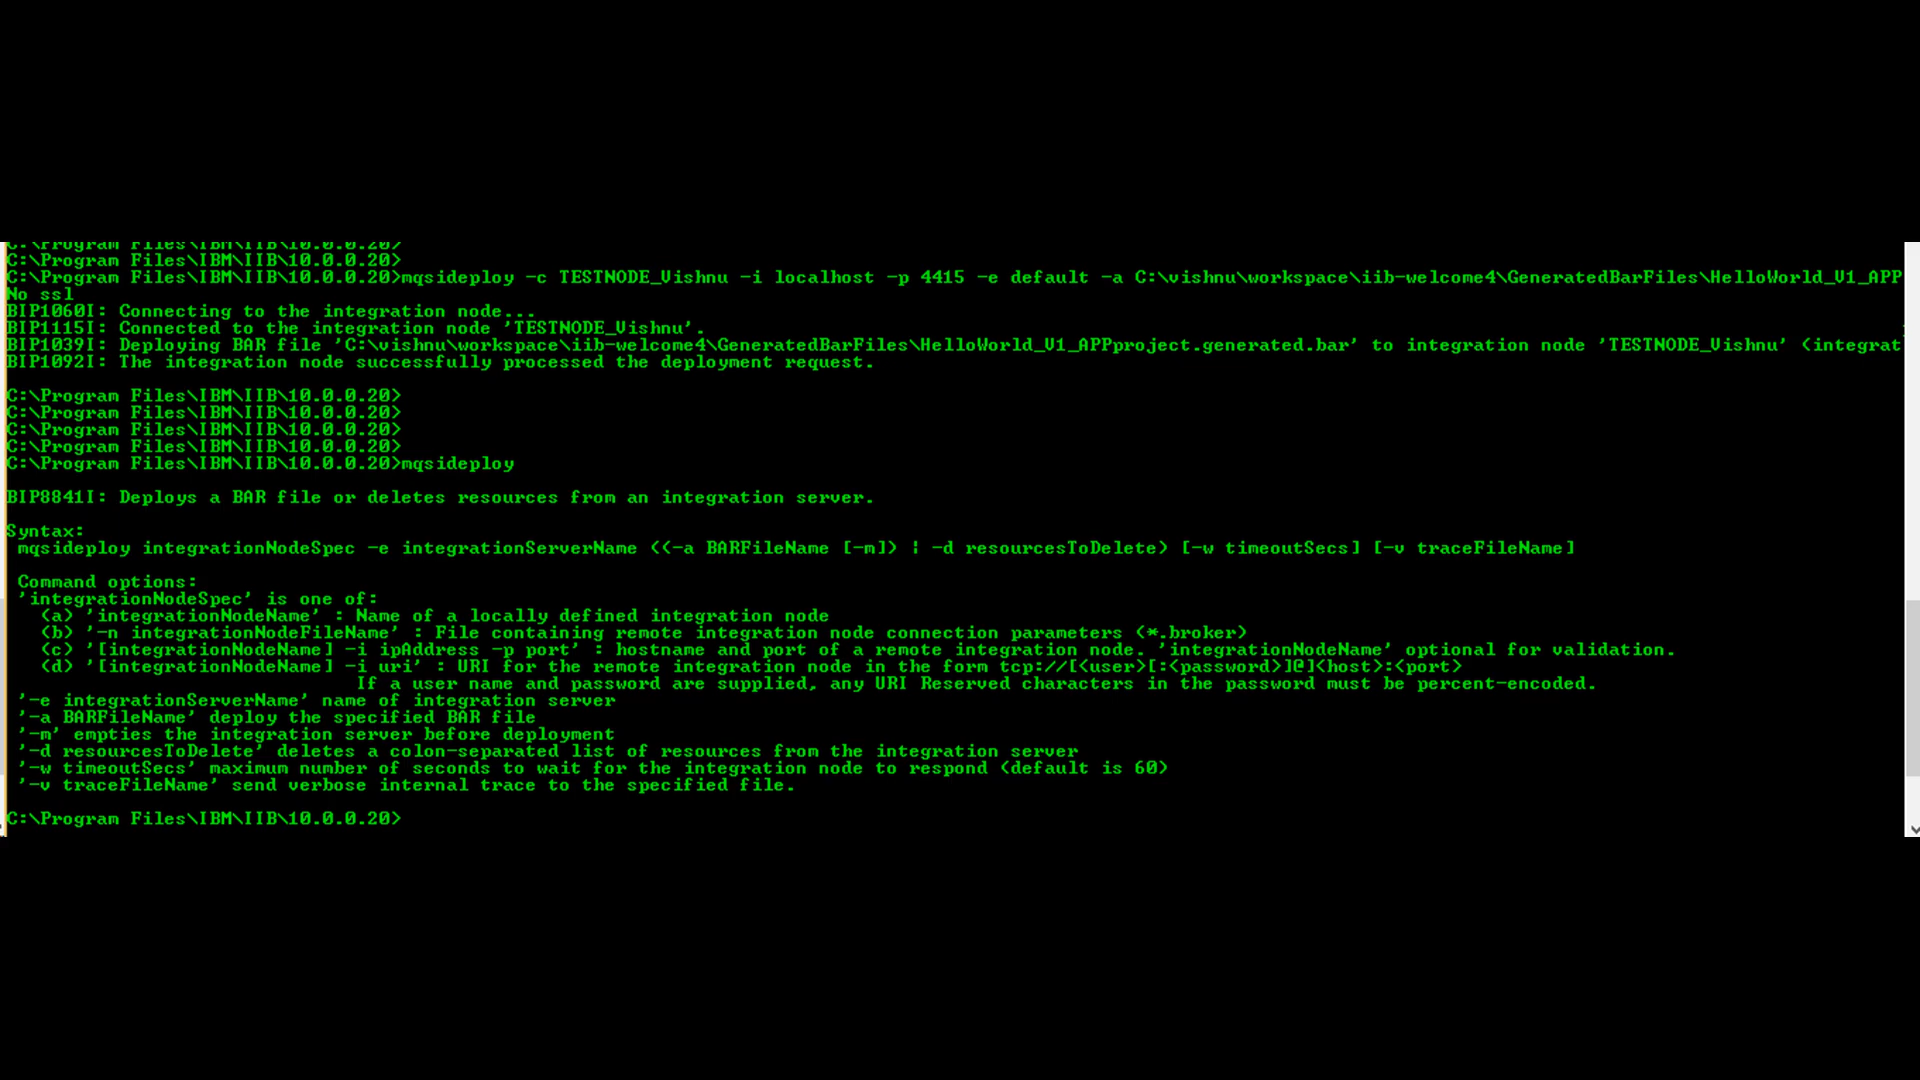 C:\Program Files\IBM\IIB\10.0.0.20>
C:\Program Files\IBM\IIB\10.0.0.20>
C:\Program Files\IBM\IIB\10.0.0.20>mqsideploy -c TESTNODE_Vishnu -i localhost -p 4415 -e default -a C:\vishnu\workspace\iib-welcome4\GeneratedBarFiles\HelloWorld_V1_APP
No ssl
BIP1060I: Connecting to the integration node...
BIP1115I: Connected to the integration node 'TESTNODE_Vishnu'.
BIP1039I: Deploying BAR file 'C:\vishnu\workspace\iib-welcome4\GeneratedBarFiles\HelloWorld_V1_APPproject.generated.bar' to integration node 'TESTNODE_Vishnu' (integrat
BIP1092I: The integration node successfully processed the deployment request.
C:\Program Files\IBM\IIB\10.0.0.20>
C:\Program Files\IBM\IIB\10.0.0.20>
C:\Program Files\IBM\IIB\10.0.0.20>
C:\Program Files\IBM\IIB\10.0.0.20>
C:\Program Files\IBM\IIB\10.0.0.20>mqsideploy
BIP8841I: Deploys a BAR file or deletes resources from an integration server.
Syntax:
mqsideploy integrationNodeSpec -e integrationServerName ((-a BARFileName [-m]) | -d resourcesToDelete) [-w timeoutSecs] [-v traceFileName]
Command options:
'integrationNodeSpec' is one of:
(a) 'integrationNodeName' : Name of a locally defined integration node
(b) '-n integrationNodeFileName' : File containing remote integration node connection parameters (*.broker)
(c) '[integrationNodeName] -i ipAddress -p port' : hostname and port of a remote integration node. 'integrationNodeName' optional for validation.
(d) '[integrationNodeName] -i uri' : URI for the remote integration node in the form tcp://[<user>[:<password>]@]<host>:<port>
If a user name and password are supplied, any URI Reserved characters in the password must be percent-encoded.
'-e integrationServerName' name of integration server
'-a BARFileName' deploy the specified BAR file
'-m' empties the integration server before deployment
'-d resourcesToDelete' deletes a colon-separated list of resources from the integration server
'-w timeoutSecs' maximum number of seconds to wait for the integration node to respond (default is 60)
'-v traceFileName' send verbose internal trace to the specified file.
C:\Program Files\IBM\IIB\10.0.0.20>